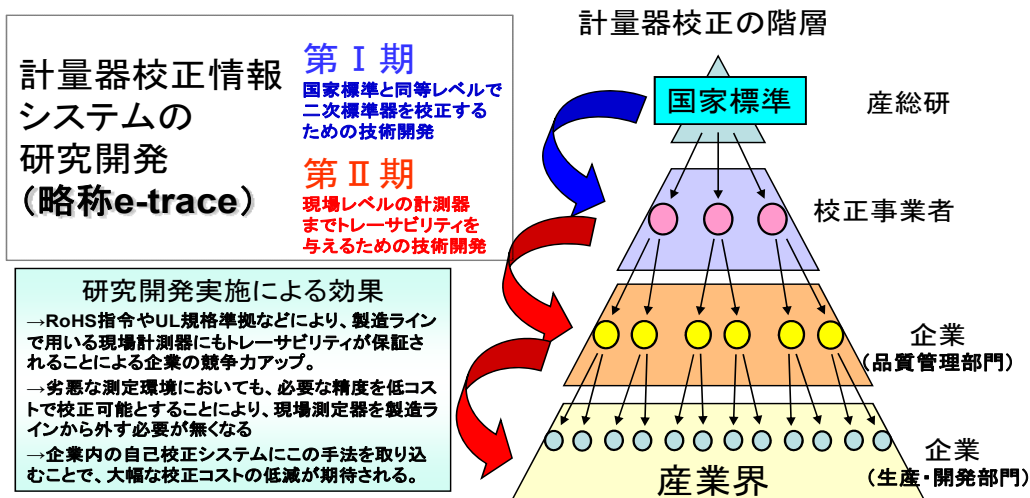 計量器校正情報
システムの
研究開発
（略称e-trace）
第Ⅰ期
国家標準と同等レベルで
二次標準器を校正する
ための技術開発
第Ⅱ期
現場レベルの計測器
までトレーサビリティを
与えるための技術開発
研究開発実施による効果
→RoHS指令やUL規格準拠などにより、製造ライン
で用いる現場計測器にもトレーサビリティが保証さ
れることによる企業の競争力アップ。
→劣悪な測定環境においても、必要な精度を低コス
トで校正可能とすることにより、現場測定器を製造ラ
インから外す必要が無くなる
→企業内の自己校正システムにこの手法を取り込
むことで、大幅な校正コストの低減が期待される。
計量器校正の階層
国家標準
産総研
校正事業者
企業
（品質管理部門）
企業
（生産・開発部門）
産業界